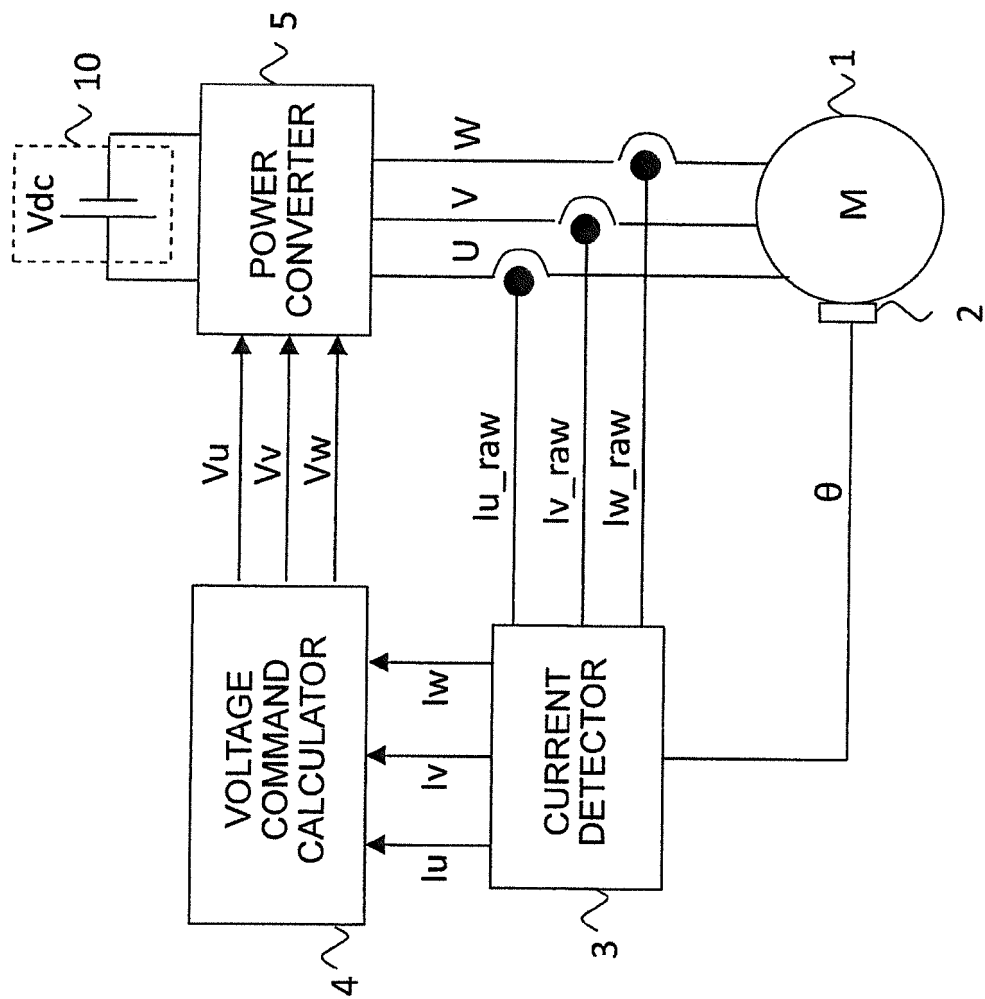 Vdc
10
5
POWER
CONVERTER
Vu
Vv
Vw
VOLTAGE
COMMAND
CALCULATOR
4
U
V
W
Iu
Iv
Iw
Iu_raw
Iv_raw
Iw_raw
CURRENT
DETECTOR
3
θ
M
1
2